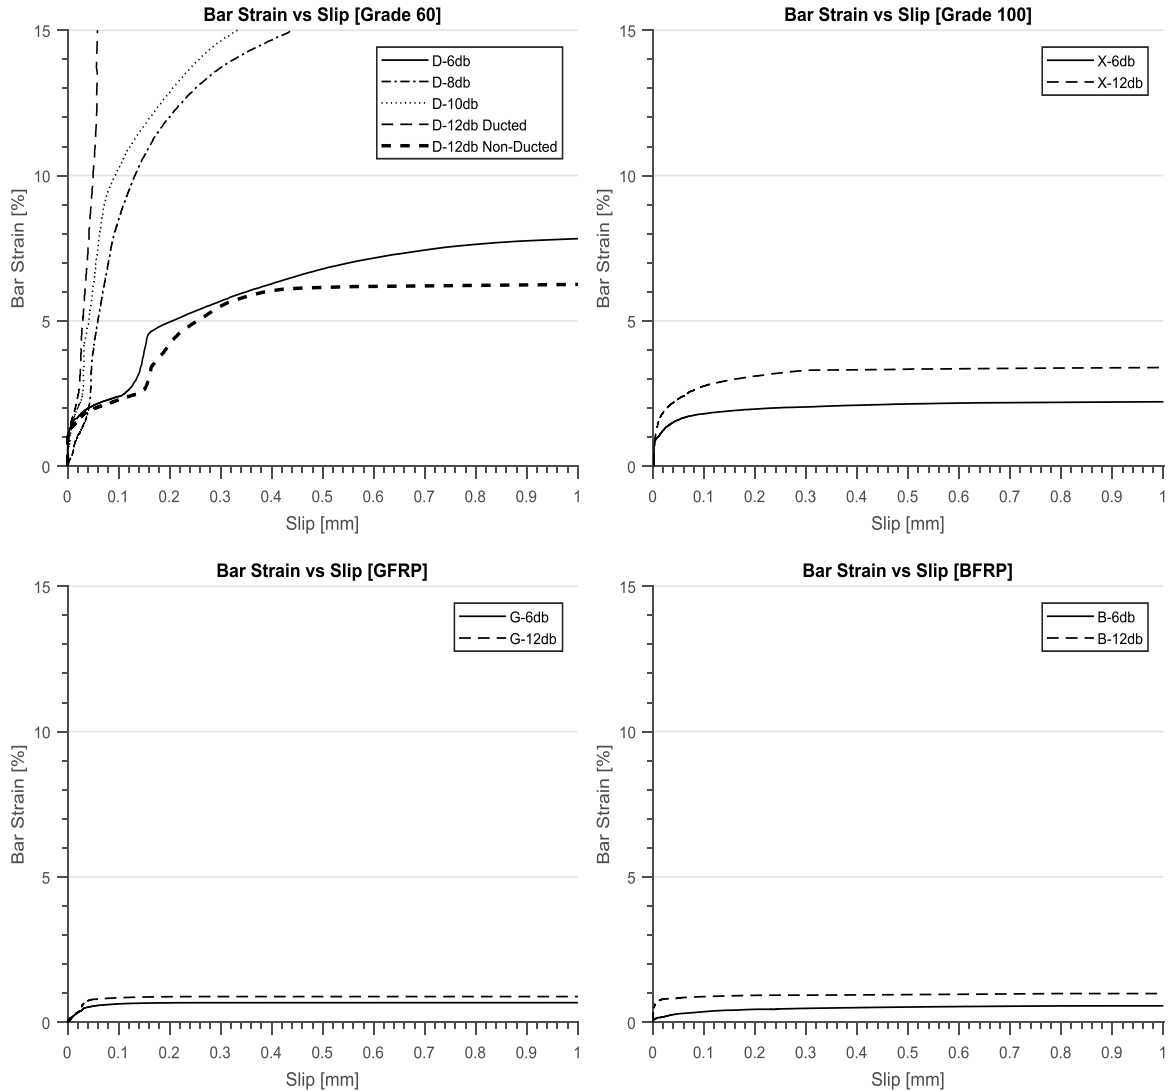 Bar Strain vs Slip [Grade 60]
15
10
5
0
Bar Strain [%]
D-6db
D-8db
D-10db
D-12db Ducted
D-12db Non-Ducted
0 0.1 0.2 0.3 0.4 0.5 0.6 0.7 0.8 0.9 1
Slip [mm]
Bar Strain vs Slip [Grade 100]
15
10
5
0
Bar Strain [%]
X-6db
X-12db
0 0.1 0.2 0.3 0.4 0.5 0.6 0.7 0.8 0.9 1
Slip [mm]
Bar Strain vs Slip [GFRP]
15
10
5
0
Bar Strain [%]
G-6db
G-12db
0 0.1 0.2 0.3 0.4 0.5 0.6 0.7 0.8 0.9 1
Slip [mm]
Bar Strain vs Slip [BFRP]
15
10
5
0
Bar Strain [%]
B-6db
B-12db
0 0.1 0.2 0.3 0.4 0.5 0.6 0.7 0.8 0.9 1
Slip [mm]